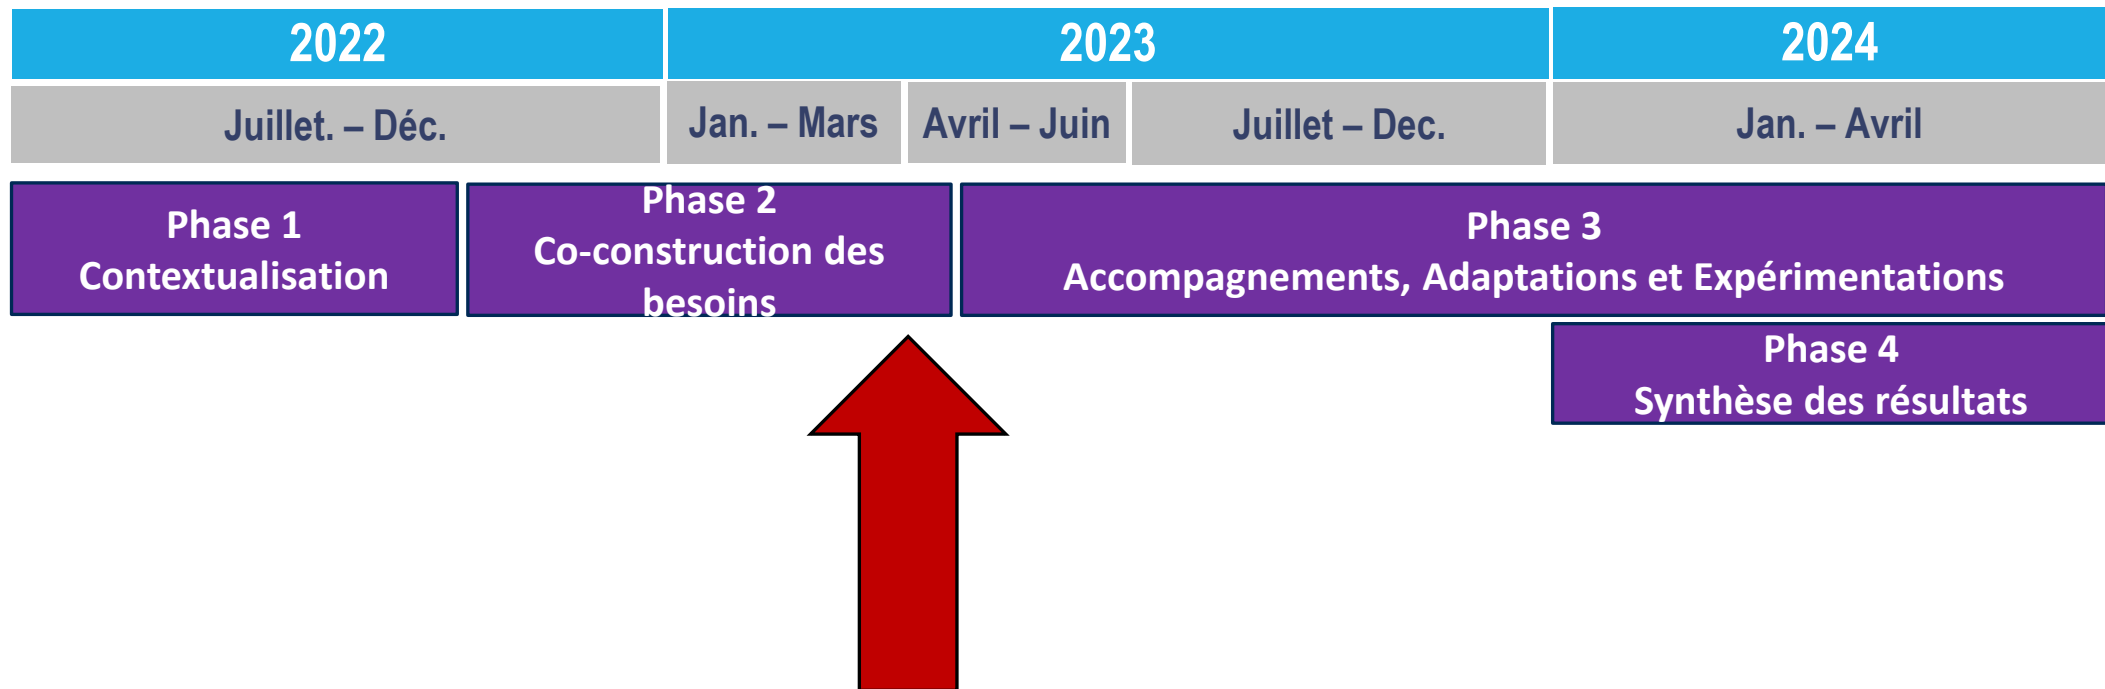 2022
2023
2024
Juillet. – Déc.
Jan. – Mars
Avril – Juin
Juillet – Dec.
Jan. – Avril
Phase 1
Contextualisation
Phase 2
Co-construction des
besoins
Phase 3
Accompagnements, Adaptations et Expérimentations
Phase 4
Synthèse des résultats